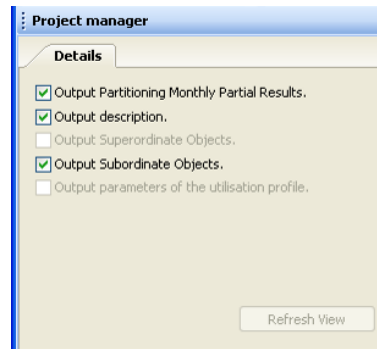 Project manager
Details
Output Partitioning Monthly Partial Results.
Output description.
Output Superordinate Objects.
Output Subordinate Objects.
Output parameters of the utilisation profile.
Refresh View